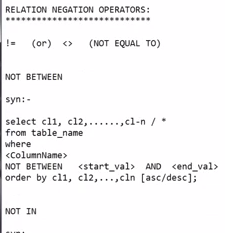 RELATION NEGATION OPERATORS:
****************************
!=   (or)  <>   (NOT EQUAL TO)
NOT BETWEEN
syn:-
select cl1, cl2,......,cl-n / *
from table_name
where
<ColumnName>
NOT BETWEEN   <start_val>  AND  <end_val>
order by cl1, cl2,...,cln [asc/desc];
NOT IN